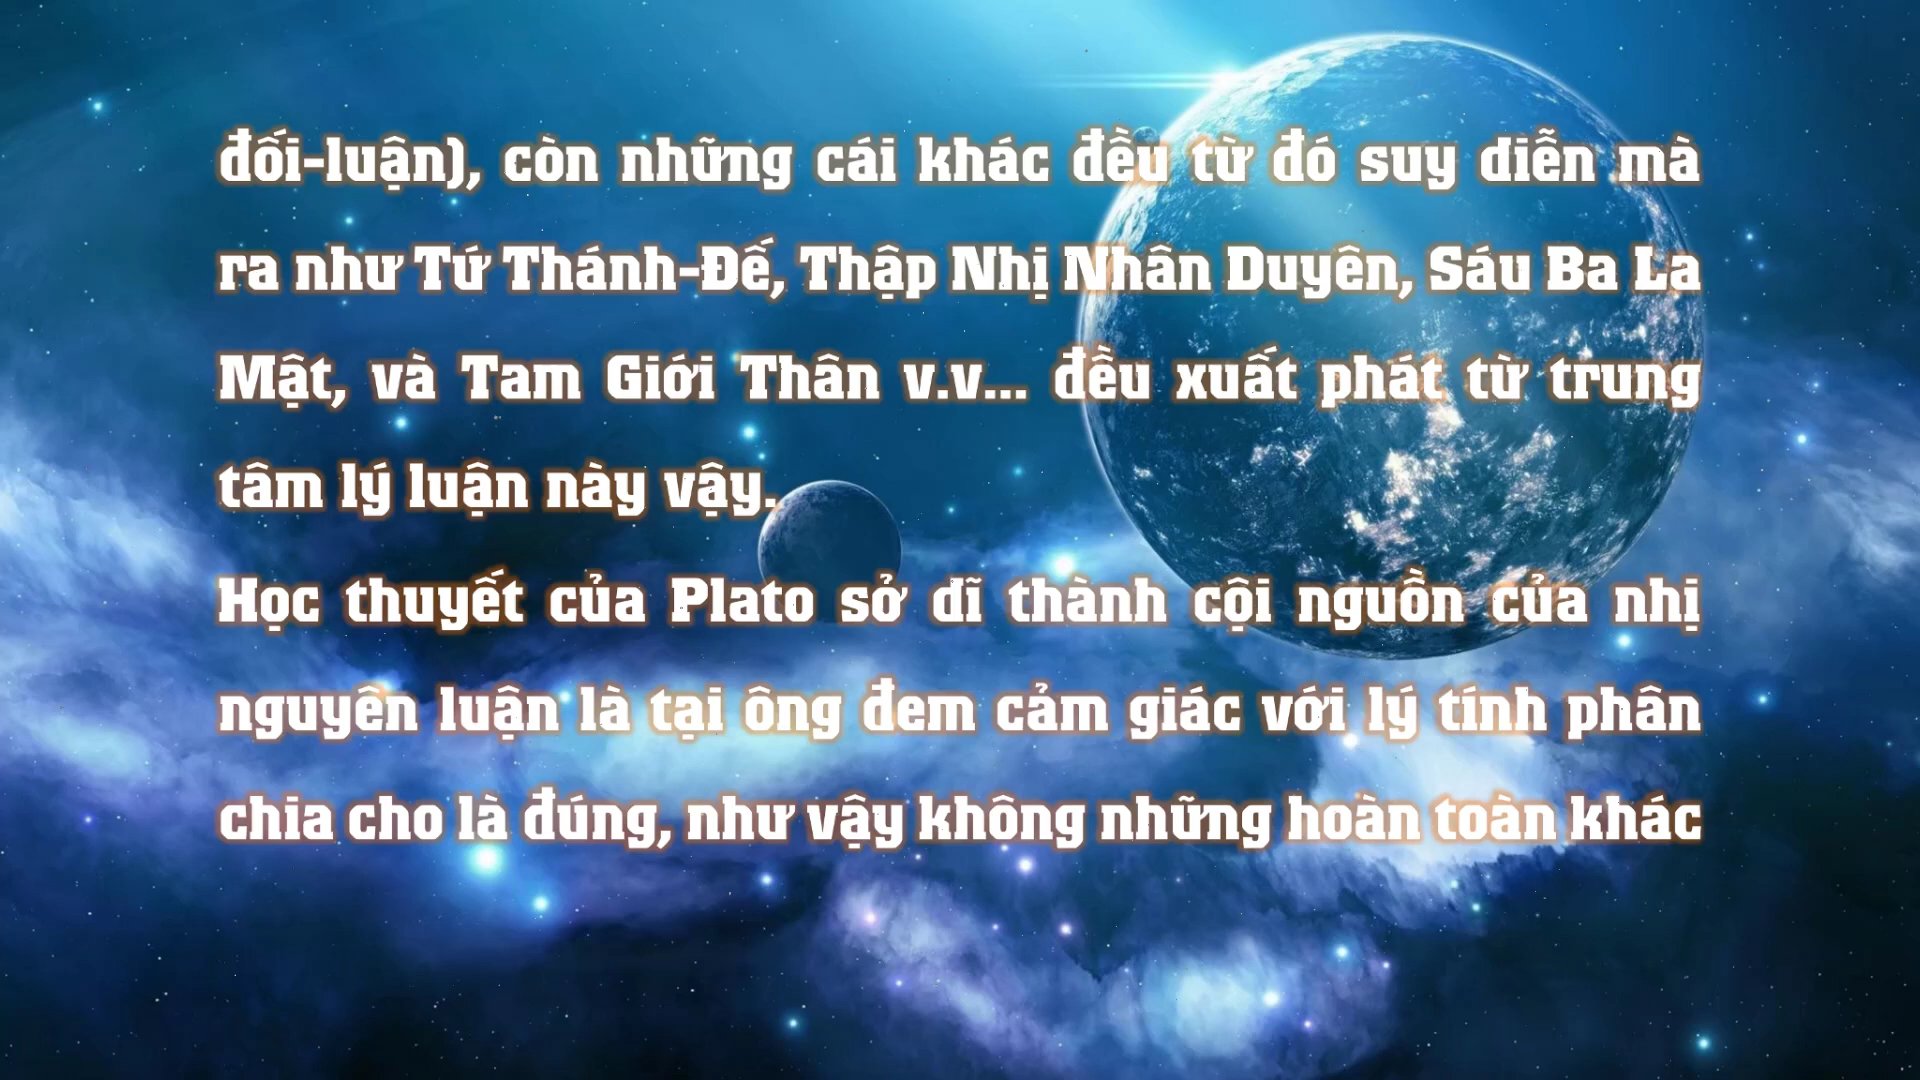 đối-luận), còn những cái khác đều từ đó suy diễn mà
ra như Tứ Thánh-Đế, Thập Nhị Nhân Duyên, Sáu Ba La
Mật, và Tam Giới Thân v.v... đều xuất phát từ trung
tâm lý luận này vậy.
Học thuyết của Plato sở dĩ thành cội nguồn của nhị
nguyên luận là tại ông đem cảm giác với lý tính phân
chia cho là đúng, như vậy không những hoàn toàn khác